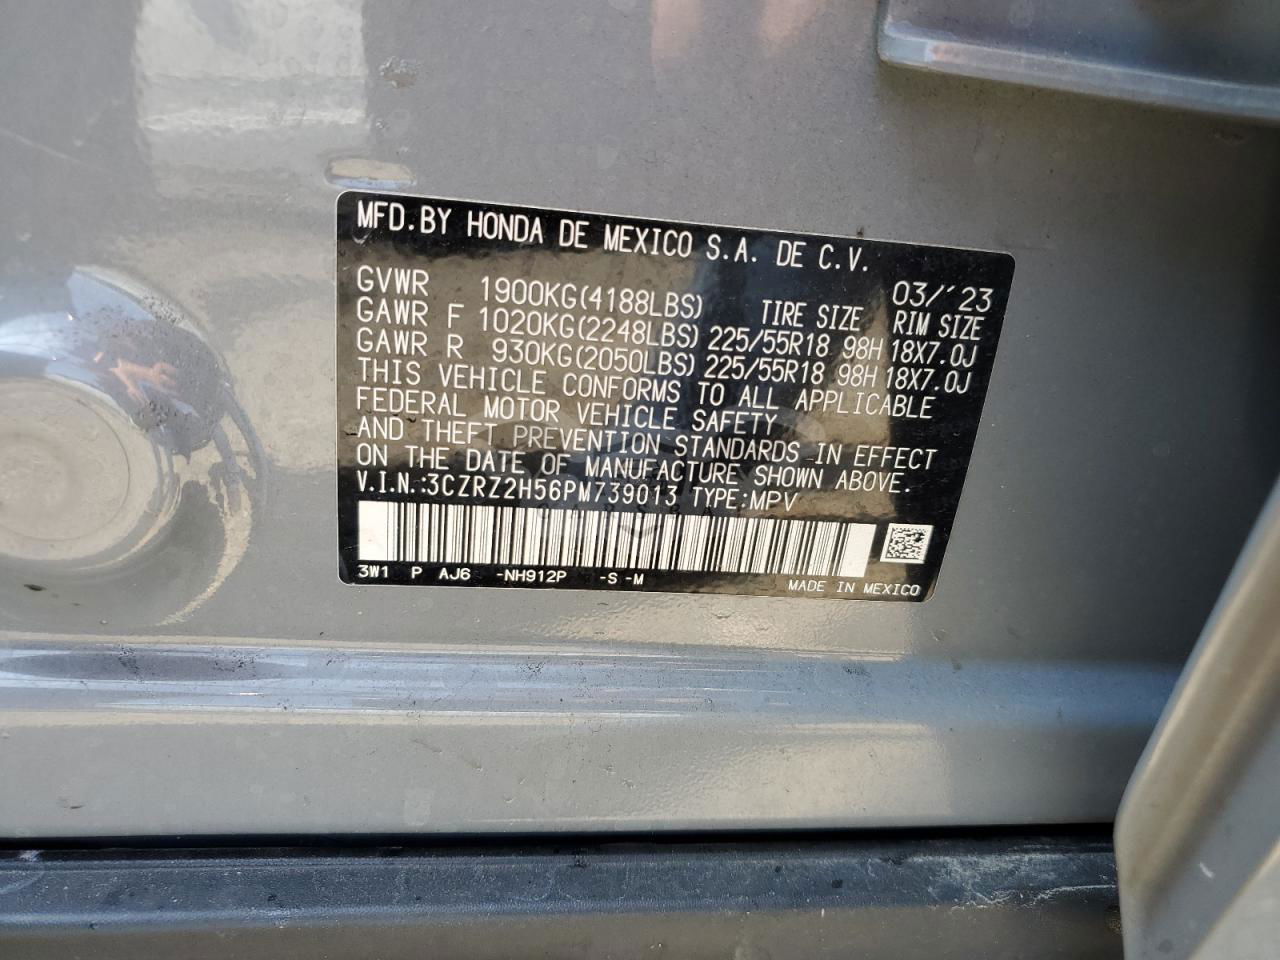 MFD.BY HONDA DE MEXICO S.A. DE C.V.
03/'23
GVWR 1900KG(4188LBS) TIRE SIZE RIM SIZE
GAWR F 1020KG(2248LBS) 225/55R18 98H 18X7.0J
GAWR R 930KG(2050LBS) 225/55R18 98H 18X7.0J
THIS VEHICLE CONFORMS TO ALL APPLICABLE
FEDERAL MOTOR VEHICLE SAFETY
AND THEFT PREVENTION STANDARDS IN EFFECT
ON THE DATE OF MANUFACTURE SHOWN ABOVE.
V.I.N.:3CZRZ2H56PM739013 TYPE:MPV
3W1 P AJ6 -NH912P -S -M MADE IN MEXICO